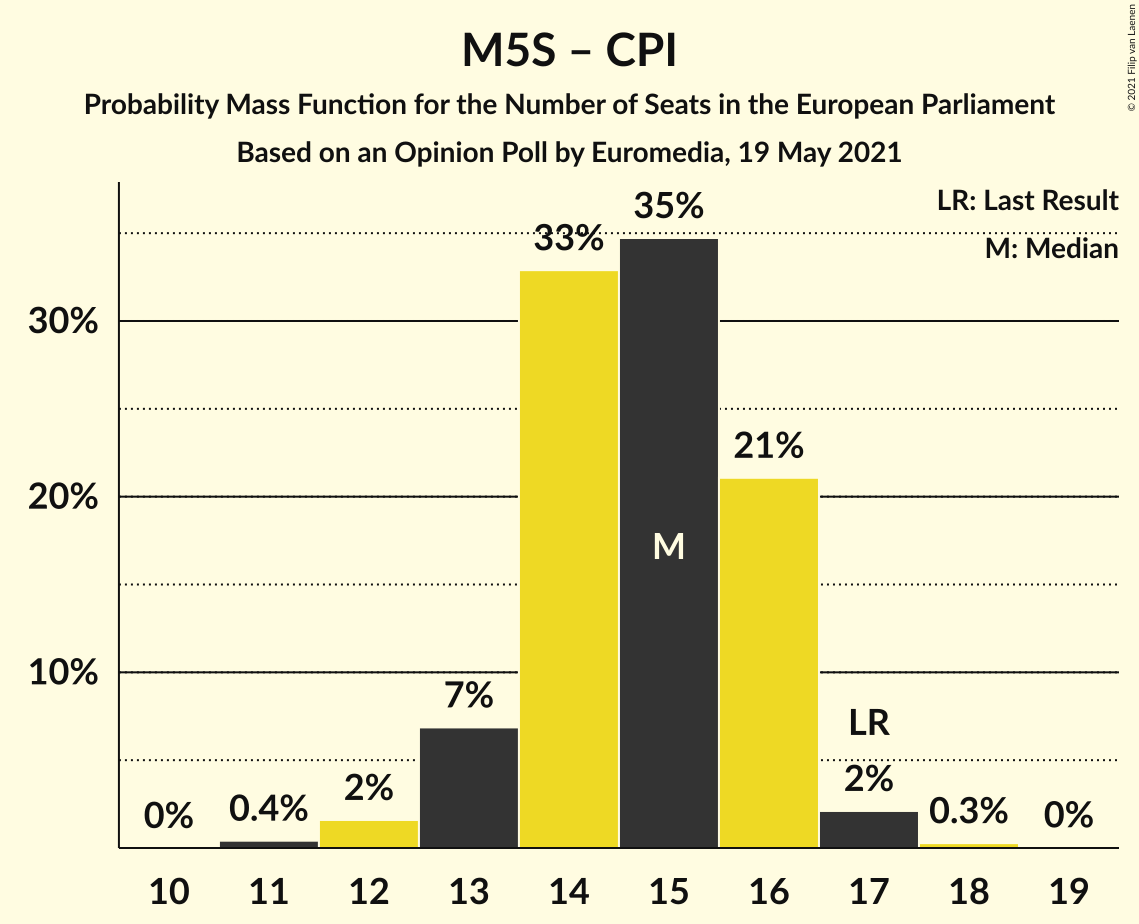 M5S – CPI
Probability Mass Function for the Number of Seats in the European Parliament
Based on an Opinion Poll by Euromedia, 19 May 2021
© 2021 Filip van Laenen
LR: Last Result
M: Median
30%
20%
10%
0%
0.4%
2%
7%
33%
35%
M
21%
LR
2%
0.3%
0%
10 11 12 13 14 15 16 17 18 19